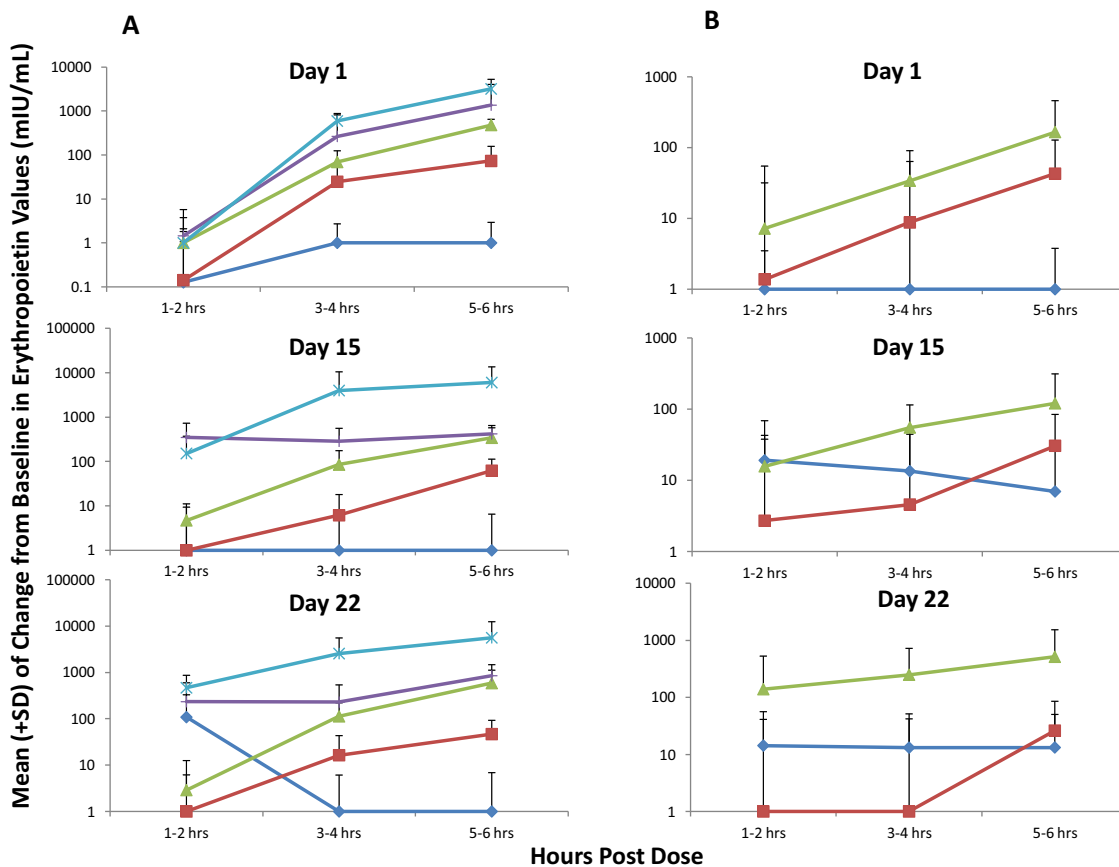 A
B
Mean (+SD) of Change from Baseline in Erythropoietin Values (mIU/mL)
Day 1
10000
1000
100
10
1
0.1
1-2 hrs 3-4 hrs 5-6 hrs
Day 1
1000
100
10
1
1-2 hrs 3-4 hrs 5-6 hrs
Day 15
100000
10000
1000
100
10
1
1-2 hrs 3-4 hrs 5-6 hrs
Day 15
1000
100
10
1
1-2 hrs 3-4 hrs 5-6 hrs
Day 22
100000
10000
1000
100
10
1
1-2 hrs 3-4 hrs 5-6 hrs
Day 22
10000
1000
100
10
1
1-2 hrs 3-4 hrs 5-6 hrs
Hours Post Dose